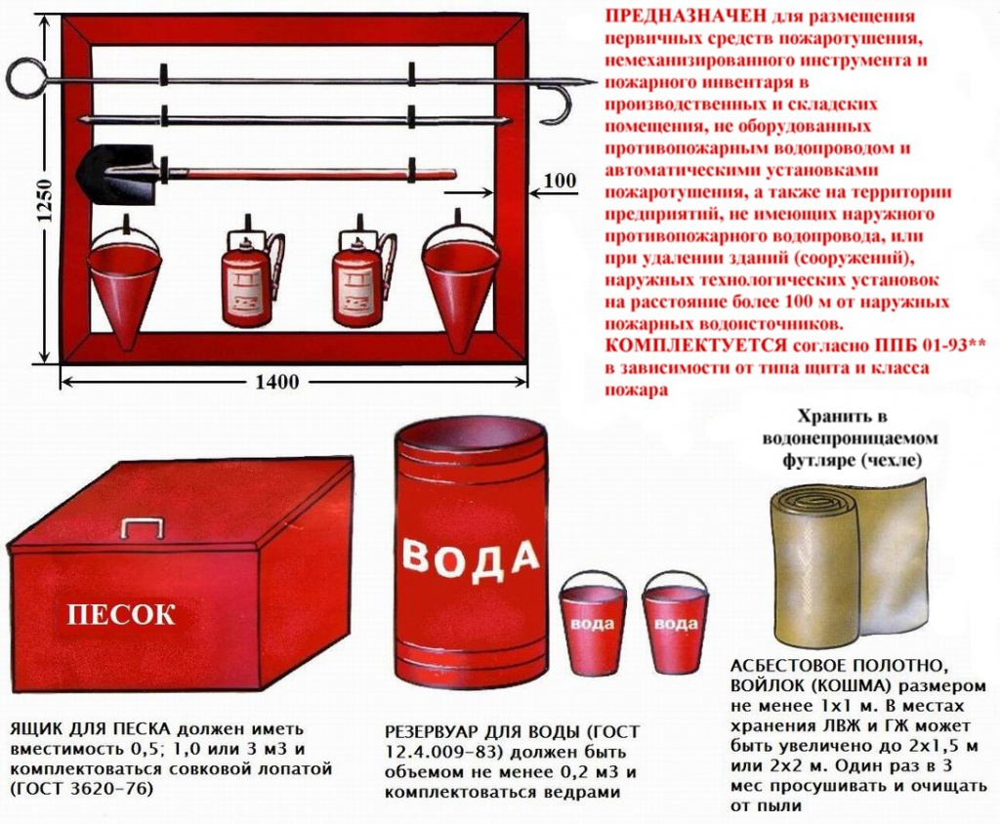 1250
100
1400
ПРЕДНАЗНАЧЕН для размещения
первичных средств пожаротушения,
немеханизированного инструмента и
пожарного инвентаря в
производственных и складских
помещения, не оборудованных
противопожарным водопроводом и
автоматическими установками
пожаротушения, а также на территории
предприятий, не имеющих наружного
противопожарного водопровода, или
при удалении зданий (сооружений),
наружных технологических установок
на расстояние более 100 м от наружных
пожарных водоисточников.
КОМПЛЕКТУЕТСЯ согласно ППБ 01-93**
в зависимости от типа щита и класса
пожара
ПЕСОК
ЯЩИК ДЛЯ ПЕСКА должен иметь
вместимость 0,5; 1,0 или 3 м3 и
комплектоваться совковой лопатой
(ГОСТ 3620-76)
ВОДА
вода
вода
РЕЗЕРВУАР ДЛЯ ВОДЫ (ГОСТ
12.4.009-83) должен быть
объемом не менее 0,2 м3 и
комплектоваться ведрами
Хранить в
водонепроницаемом
футляре (чехле)
АСБЕСТОВОЕ ПОЛОТНО,
ВОЙЛОК (КОШМА) размером
не менее 1х1 м. В местах
хранения ЛВЖ и ГЖ может
быть увеличено до 2х1,5 м
или 2х2 м. Один раз в 3
мес просушивать и очищать
от пыли